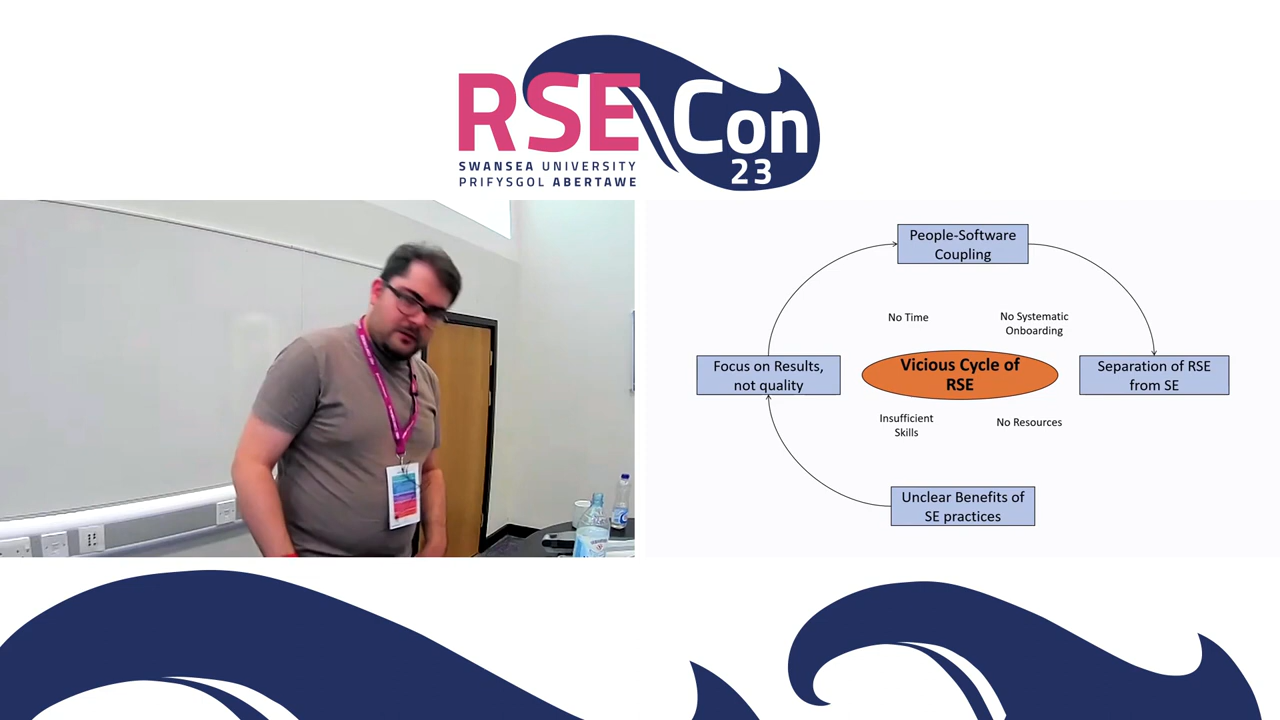 RSE Con
23
SWANSEA UNIVERSITY
PRIFYSGOL ABERTAWE
People-Software
Coupling
No Time
No Systematic
Onboarding
Focus on Results,
not quality
Vicious Cycle of
RSE
Separation of RSE
from SE
Insufficient
Skills
No Resources
Unclear Benefits of
SE practices